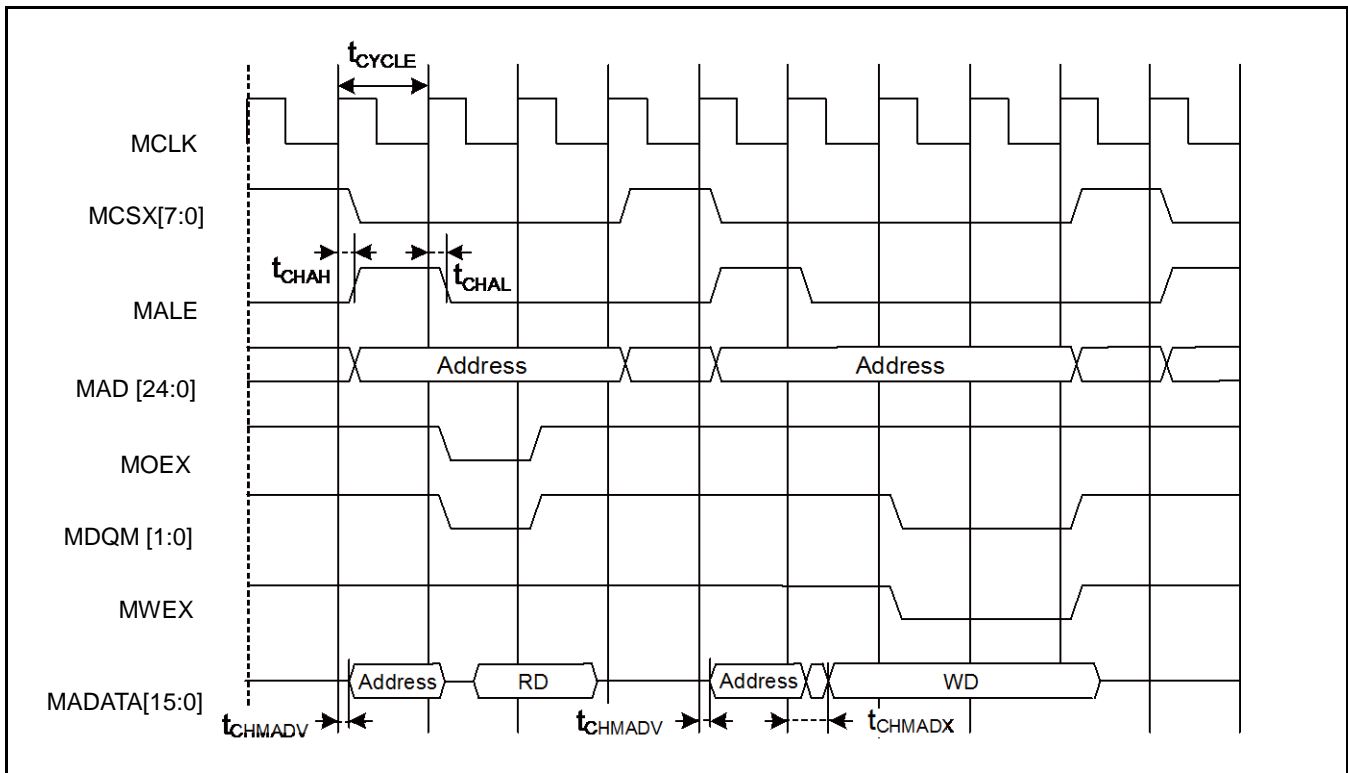 tCYCLE
MCLK
MCSX[7:0]
tCHAH
tCHAL
MALE
Address
Address
MAD [24:0]
MOEX
MDQM [1:0]
MWEX
Address
RD
Address
WD
MADATA[15:0]
tCHMADV
tCHMADV
tCHMADX